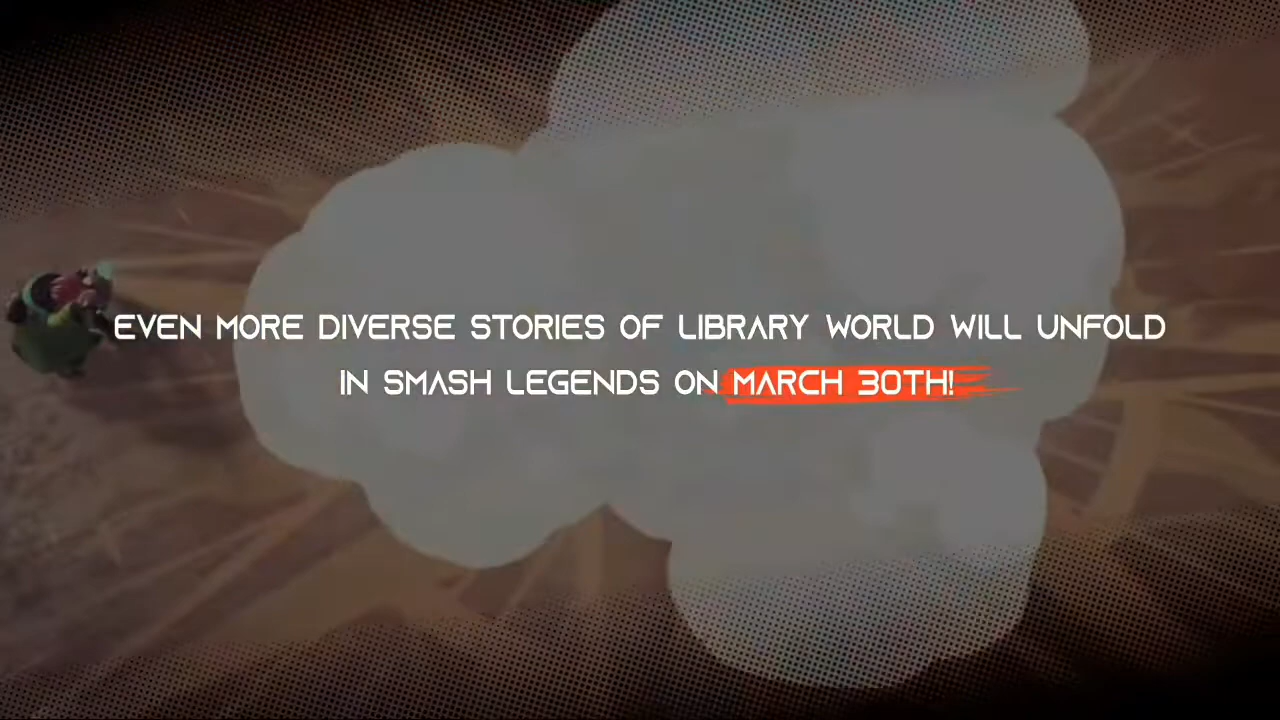 EVEN MORE DIVERSE STORIES OF LIBRARY WORLD WILL UNFOLD
IN SMASH LEGENDS ON MARCH 30TH!